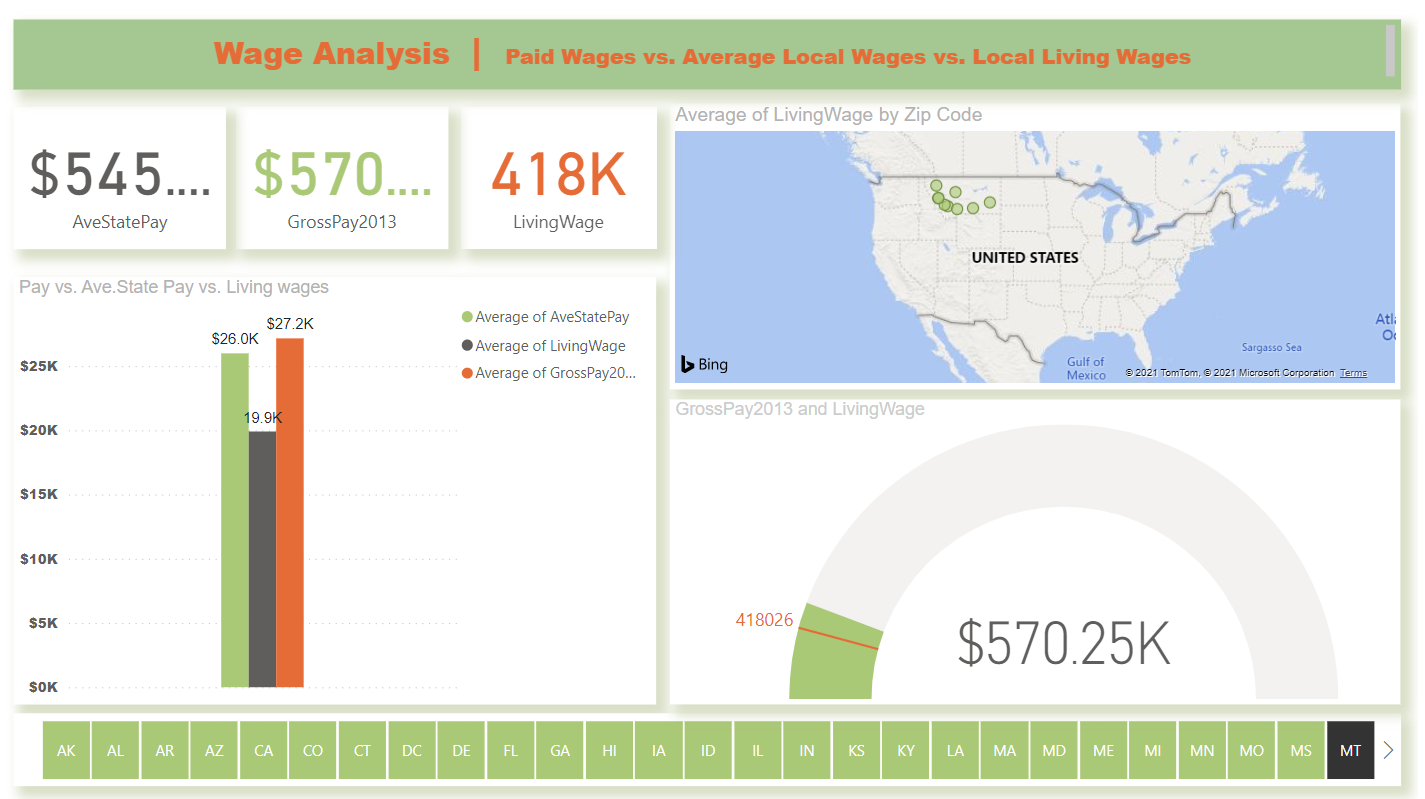 Wage Analysis | Paid Wages vs. Average Local Wages vs. Local Living Wages
$545....
AveStatePay
$570....
GrossPay2013
418K
LivingWage
Average of LivingWage by Zip Code
UNITED STATES
Atl
Oc
Sargasso Sea
Gulf of
Mexico
Bing
© 2021 TomTom, © 2021 Microsoft Corporation Terms
Pay vs. Ave.State Pay vs. Living wages
Average of AveStatePay
Average of LivingWage
Average of GrossPay20...
$27.2K
$26.0K
19.9K
$25K
$20K
$15K
$10K
$5K
$0K
GrossPay2013 and LivingWage
418026
$570.25K
AK AL AR AZ CA CO CT DC DE FL GA HI IA ID IL IN KS KY LA MA MD ME MI MN MO MS MT